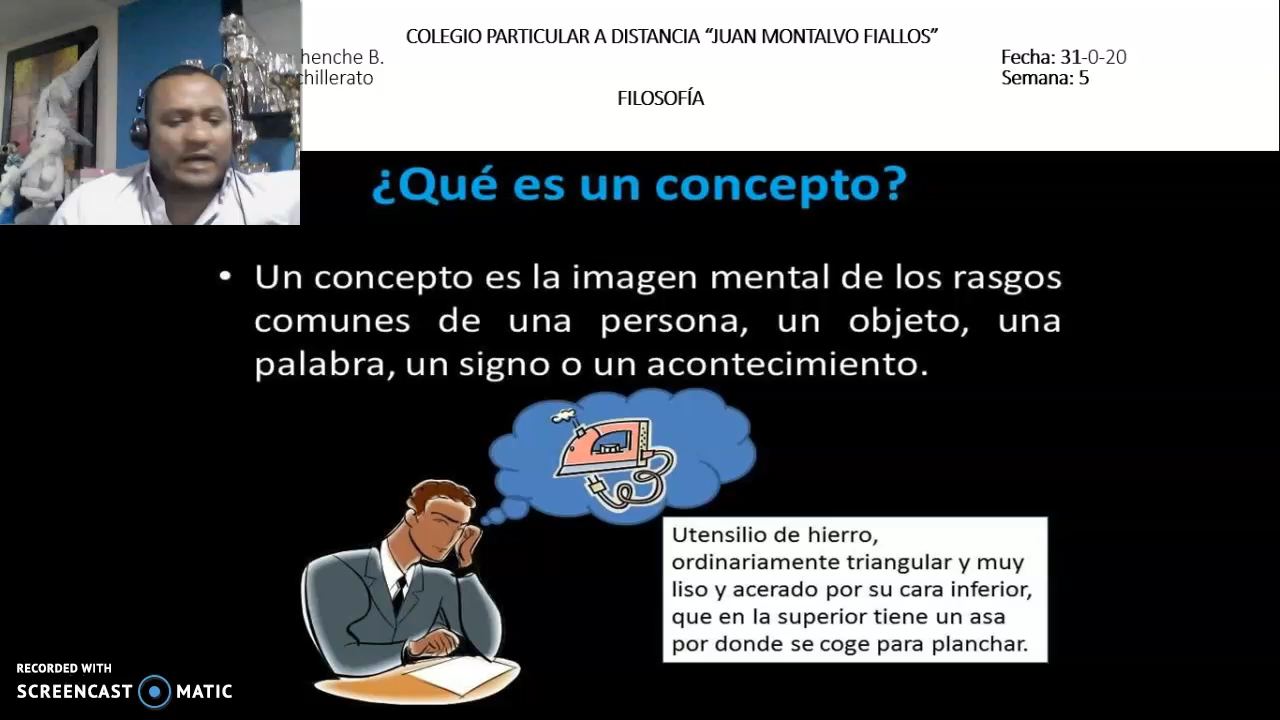 COLEGIO PARTICULAR A DISTANCIA “JUAN MONTALVO FIALLOS”
henche B.
Fecha: 31-0-20
chillerato
Semana: 5
FILOSOFÍA
¿Qué es un concepto?
• Un concepto es la imagen mental de los rasgos
comunes de una persona, un objeto, una
palabra, un signo o un acontecimiento.
Utensilio de hierro,
ordinariamente triangular y muy
liso y acerado por su cara inferior,
que en la superior tiene un asa
por donde se coge para planchar.
RECORDED WITH
SCREENCAST MATIC